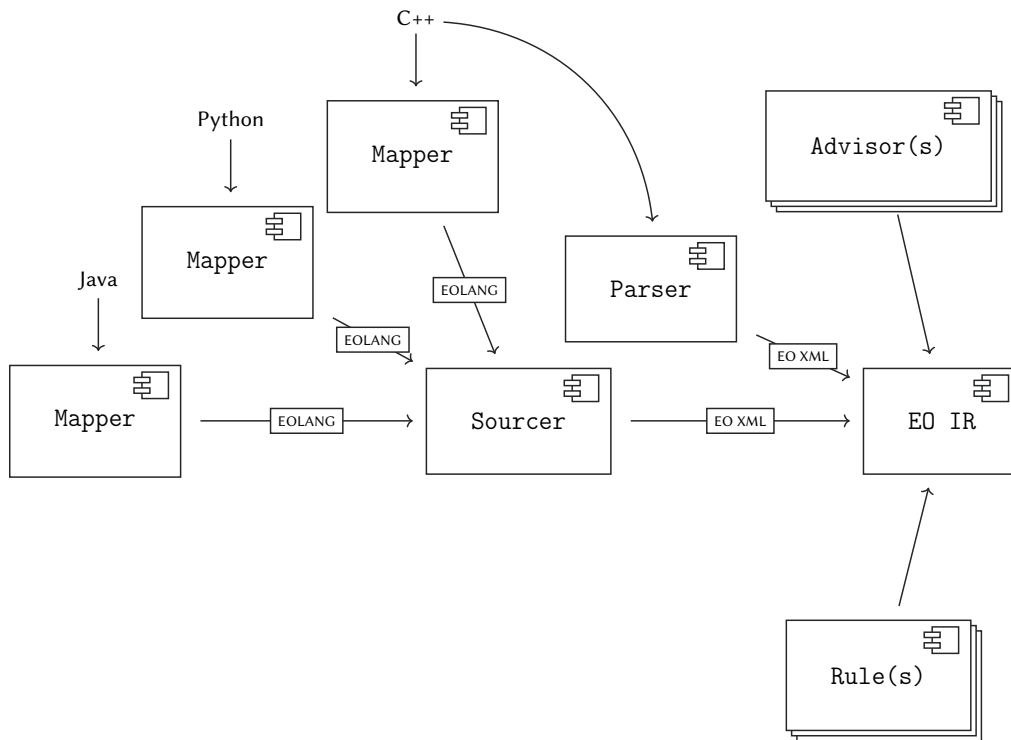 C++
Python
Mapper
Advisor(s)
Mapper
Java
EOLANG
Parser
EOLANG
EO XML
Mapper
EOLANG
Sourcer
EO XML
EO IR
Rule(s)